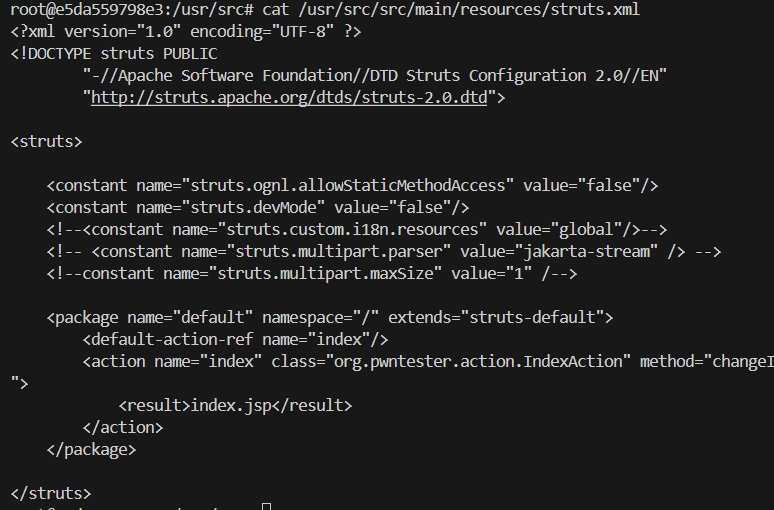 root@e5da559798e3:/usr/src# cat /usr/src/src/main/resources/struts.xml
<?xml version="1.0" encoding="UTF-8" ?>
<!DOCTYPE struts PUBLIC
        "-//Apache Software Foundation//DTD Struts Configuration 2.0//EN"
        "http://struts.apache.org/dtds/struts-2.0.dtd">
<struts>
    <constant name="struts.ognl.allowStaticMethodAccess" value="false"/>
    <constant name="struts.devMode" value="false"/>
    <!--<constant name="struts.custom.i18n.resources" value="global"/>-->
    <!-- <constant name="struts.multipart.parser" value="jakarta-stream" /> -->
    <!--constant name="struts.multipart.maxSize" value="1" /-->
    <package name="default" namespace="/" extends="struts-default">
        <default-action-ref name="index"/>
        <action name="index" class="org.pwntester.action.IndexAction" method="changeI
">
            <result>index.jsp</result>
        </action>
    </package>
</struts>